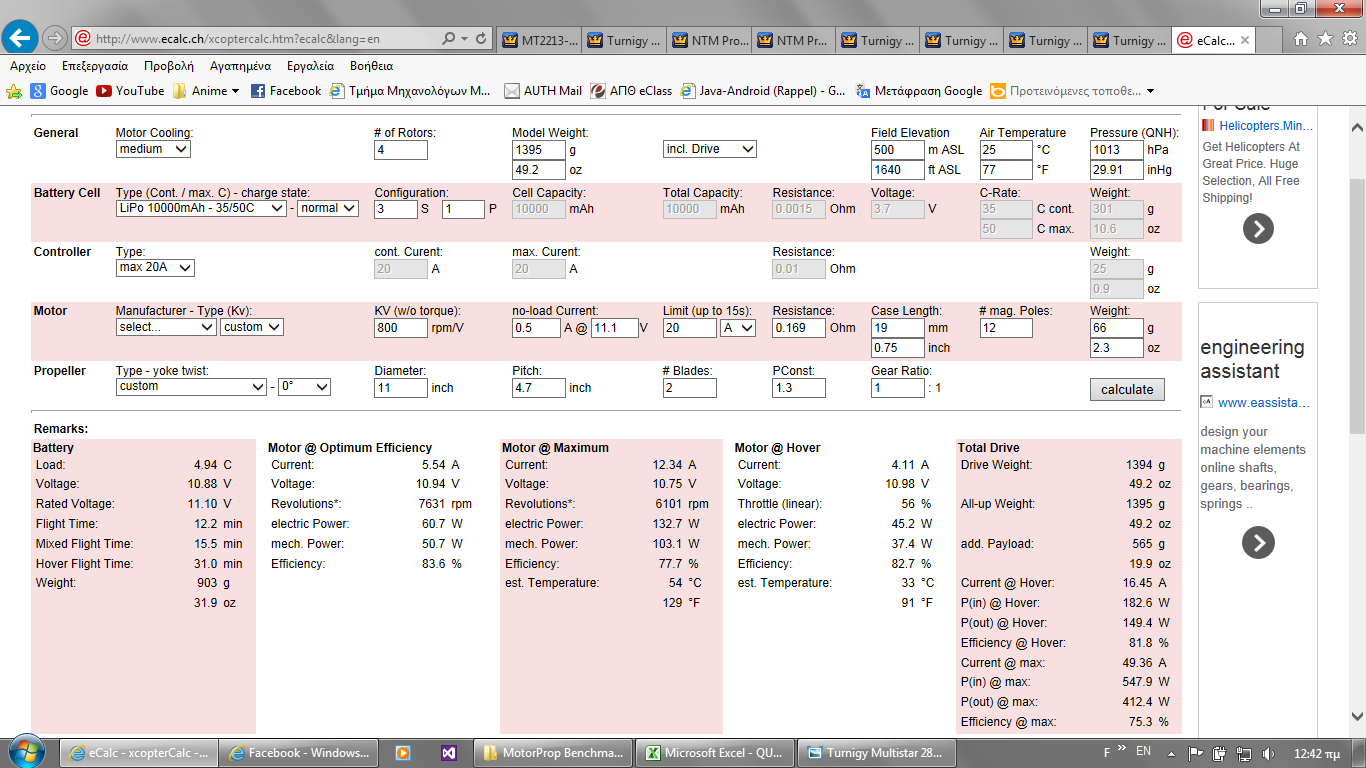 http://www.ecalc.ch/xcoptercalc.htm?ecalc&lang=en
MT2213-... Turnigy ... NTM Pro... NTM Pr... Turnigy ... Turnigy ... Turnigy ... Turnigy ... eCalc...
Αρχείο Επεξεργασία Προβολή Αγαπημένα Εργαλεία Βοήθεια
Google YouTube Anime Facebook Τμήμα Μηχανολόγων Μ... AUTH Mail ΑΠΘ eClass Java-Android (Rappel) - G... Μετάφραση Google Προτεινόμενες τοποθε...
General Motor Cooling: # of Rotors: Model Weight: Field Elevation Air Temperature Pressure (QNH):
medium 4 1395 g incl. Drive 500 m ASL 25 °C 1013 hPa
49.2 oz 1640 ft ASL 77 °F 29.91 inHg
Battery Cell Type (Cont. / max. C) - charge state: Configuration: Cell Capacity: Total Capacity: Resistance: Voltage: C-Rate: Weight:
LiPo 10000mAh - 35/50C - normal 3 S 1 P 10000 mAh 10000 mAh 0.0015 Ohm 3.7 V 35 C cont. 301 g
50 C max. 10.6 oz
Controller Type: cont. Curent: max. Curent: Resistance: Weight:
max 20A 20 A 20 A 0.01 Ohm 25 g
0.9 oz
Motor Manufacturer - Type (Kv): KV (w/o torque): no-load Current: Limit (up to 15s): Resistance: Case Length: # mag. Poles: Weight:
select... custom 800 rpm/V 0.5 A @ 11.1 V 20 A 0.169 Ohm 19 mm 12 66 g
0.75 inch 2.3 oz
Propeller Type - yoke twist: Diameter: Pitch: # Blades: PConst: Gear Ratio:
custom - 0° 11 inch 4.7 inch 2 1.3 1 : 1 calculate
Remarks:
Battery
Load: 4.94 C
Voltage: 10.88 V
Rated Voltage: 11.10 V
Flight Time: 12.2 min
Mixed Flight Time: 15.5 min
Hover Flight Time: 31.0 min
Weight: 903 g
31.9 oz
Motor @ Optimum Efficiency
Current: 5.54 A
Voltage: 10.94 V
Revolutions*: 7631 rpm
electric Power: 60.7 W
mech. Power: 50.7 W
Efficiency: 83.6 %
Motor @ Maximum
Current: 12.34 A
Voltage: 10.75 V
Revolutions*: 6101 rpm
electric Power: 132.7 W
mech. Power: 103.1 W
Efficiency: 77.7 %
est. Temperature: 54 °C
129 °F
Motor @ Hover
Current: 4.11 A
Voltage: 10.98 V
Throttle (linear): 56 %
electric Power: 45.2 W
mech. Power: 37.4 W
Efficiency: 82.7 %
est. Temperature: 33 °C
91 °F
Total Drive
Drive Weight: 1394 g
49.2 oz
All-up Weight: 1395 g
49.2 oz
add. Payload: 565 g
19.9 oz
Current @ Hover: 16.45 A
P(in) @ Hover: 182.6 W
P(out) @ Hover: 149.4 W
Efficiency @ Hover: 81.8 %
Current @ max: 49.36 A
P(in) @ max: 547.9 W
P(out) @ max: 412.4 W
Efficiency @ max: 75.3 %
For Sale
Helicopters.Min...
Get Helicopters At
Great Price. Huge
Selection, All Free
Shipping!
engineering
assistant
www.eassista...
design your
machine elements
online shafts,
gears, bearings,
springs ..
eCalc - xcopterCalc -... Facebook - Windows... MotorProp Benchma... Microsoft Excel - QU... Turnigy Multistar 28... F EN 12:42 πμ